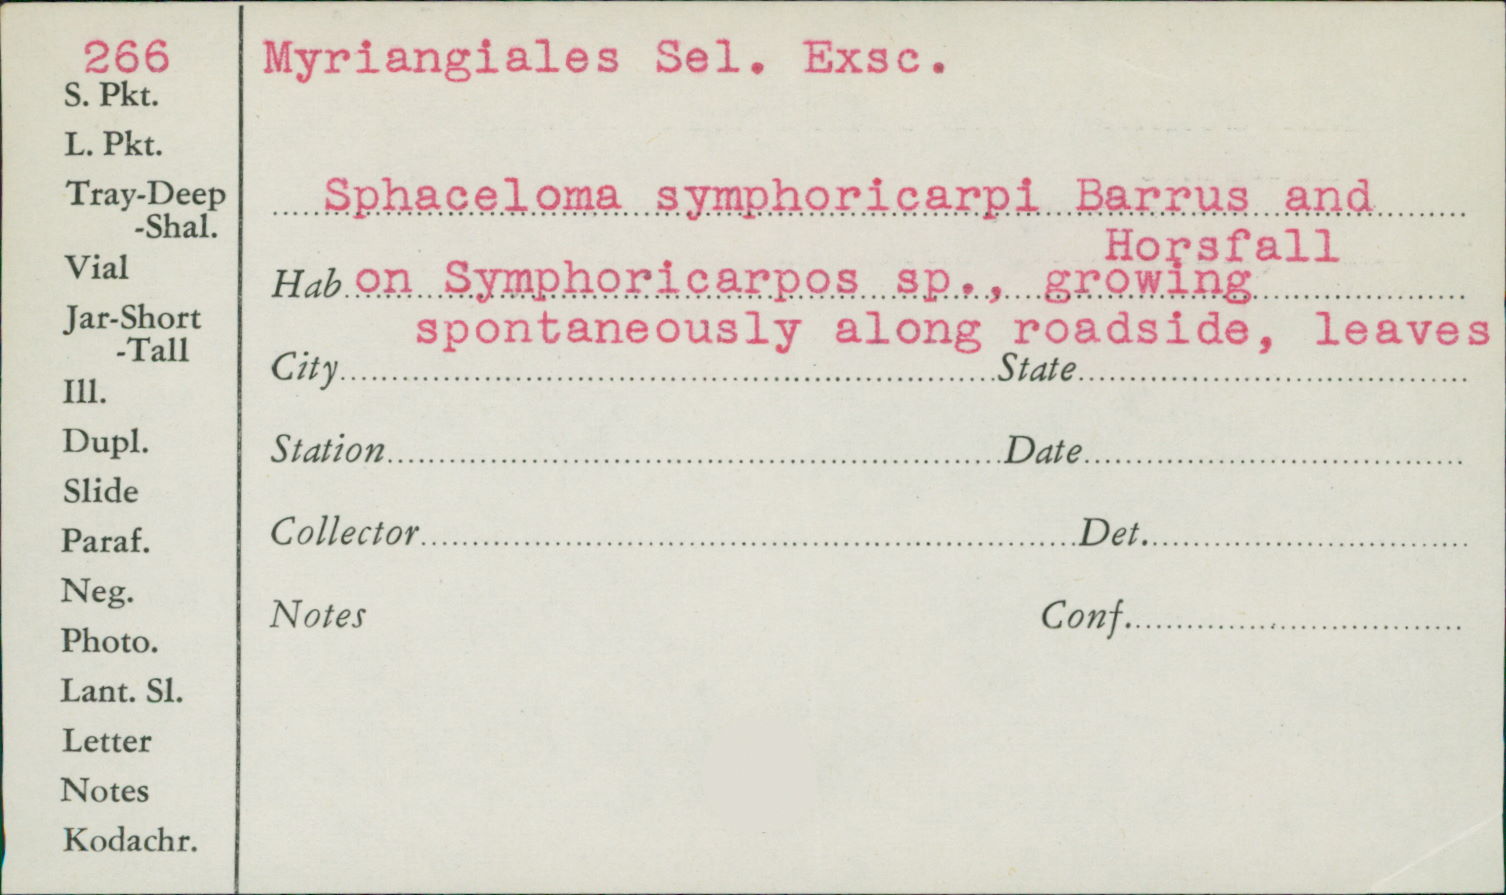 266
S. Pkt.
L. Pkt.
Tray-Deep
-Shal.
Vial
Jar-Short
-Tall
Ill.
Dupl.
Slide
Paraf.
Neg.
Photo.
Lant. Sl.
Letter
Notes
Kodachr.
Myriangiales Sel. Exsc.
Sphaceloma symphoricarpi Barrus and
Horsfall
Hab on Symphoricarpos sp., growing
spontaneously along roadside, leaves
City State
Station Date
Collector Det.
Notes Conf.